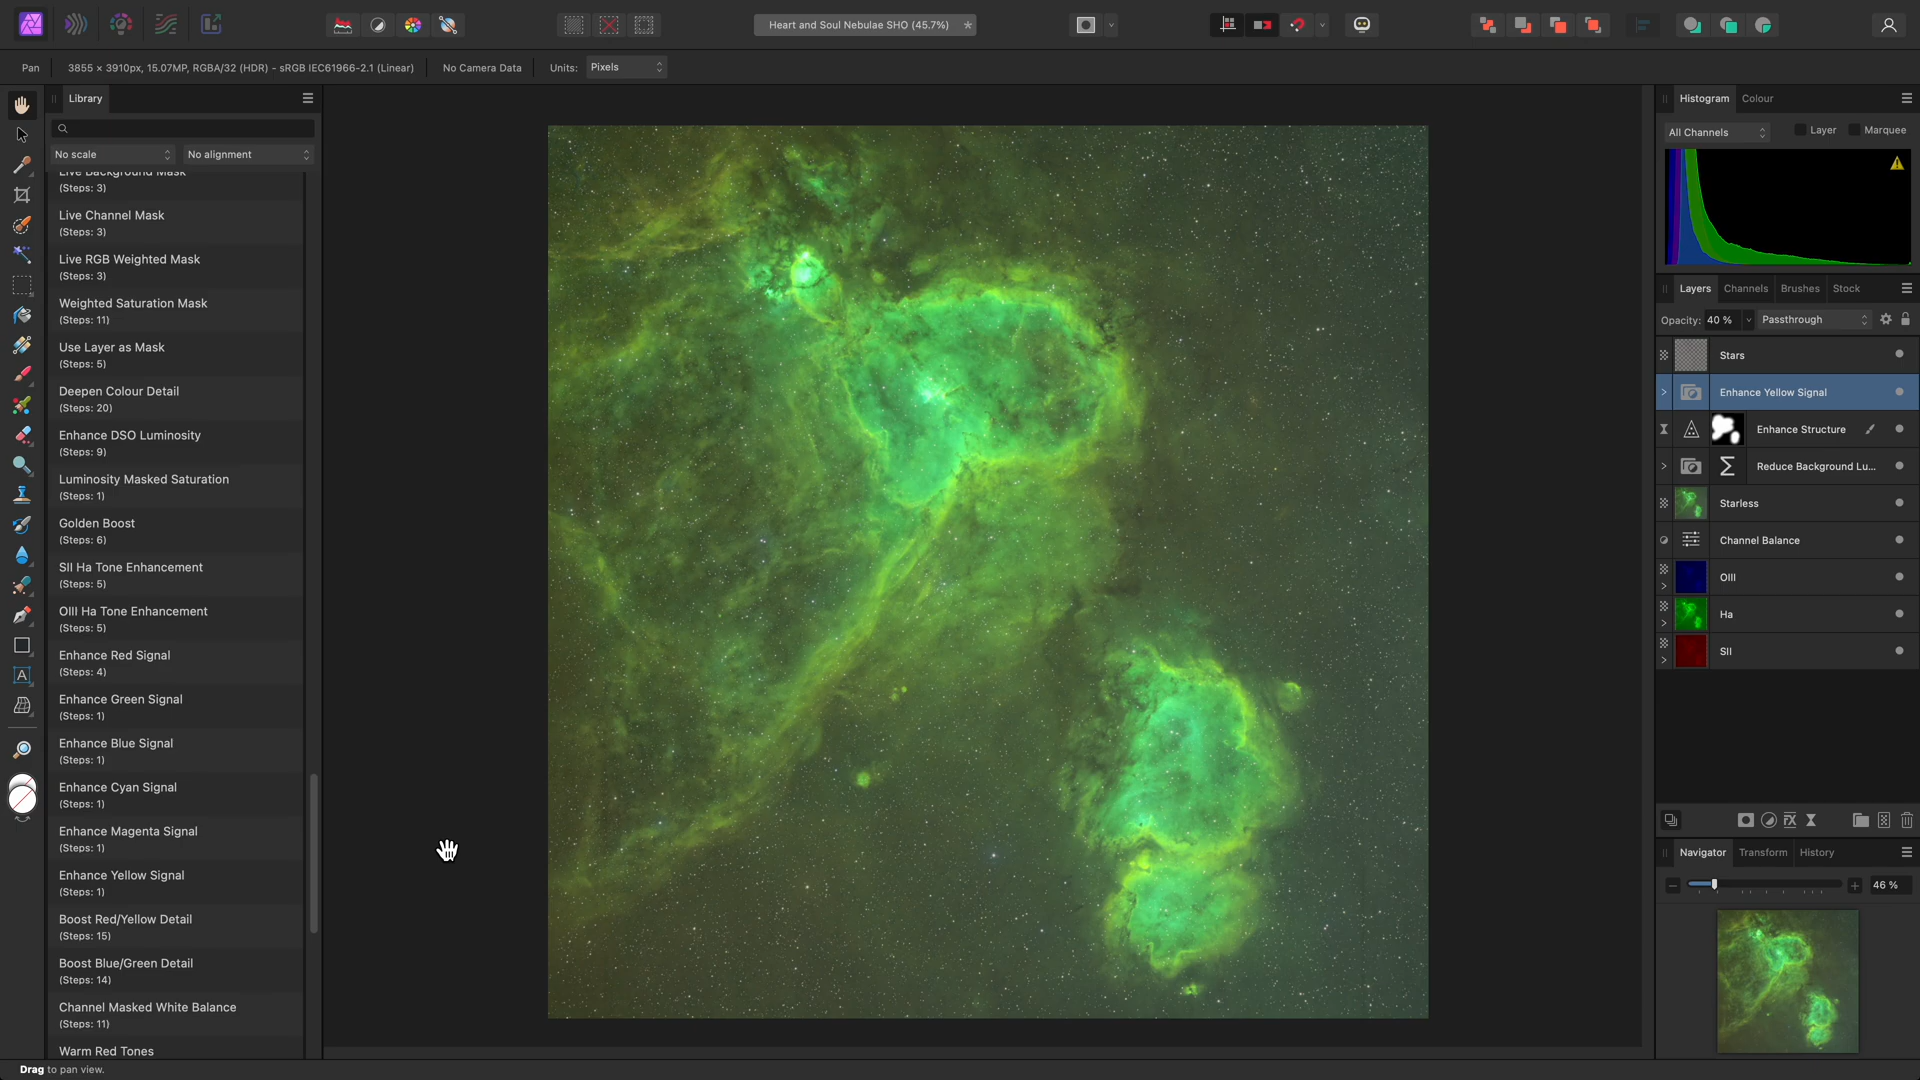 Heart and Soul Nebulae SHO (45.7%)
*
Pan
3855 × 3910px, 15.07MP, RGBA/32 (HDR) - sRGB IEC61966-2.1 (Linear)
No Camera Data
Units:
Pixels
Library
No scale
No alignment
Live Background Mask
(Steps: 3)
Live Channel Mask
(Steps: 3)
Live RGB Weighted Mask
(Steps: 3)
Weighted Saturation Mask
(Steps: 11)
Use Layer as Mask
(Steps: 5)
Deepen Colour Detail
(Steps: 20)
Enhance DSO Luminosity
(Steps: 9)
Luminosity Masked Saturation
(Steps: 1)
Golden Boost
(Steps: 6)
SII Ha Tone Enhancement
(Steps: 5)
OIII Ha Tone Enhancement
(Steps: 5)
Enhance Red Signal
(Steps: 4)
Enhance Green Signal
(Steps: 1)
Enhance Blue Signal
(Steps: 1)
Enhance Cyan Signal
(Steps: 1)
Enhance Magenta Signal
(Steps: 1)
Enhance Yellow Signal
(Steps: 1)
Boost Red/Yellow Detail
(Steps: 15)
Boost Blue/Green Detail
(Steps: 14)
Channel Masked White Balance
(Steps: 11)
Warm Red Tones
Drag to pan view.
Histogram
Colour
All Channels
Layer
Marquee
Layers
Channels
Brushes
Stock
Opacity: 40 %
Passthrough
Stars
Enhance Yellow Signal
Enhance Structure
Reduce Background Lu...
Starless
Channel Balance
OIII
Ha
SII
Navigator
Transform
History
46 %